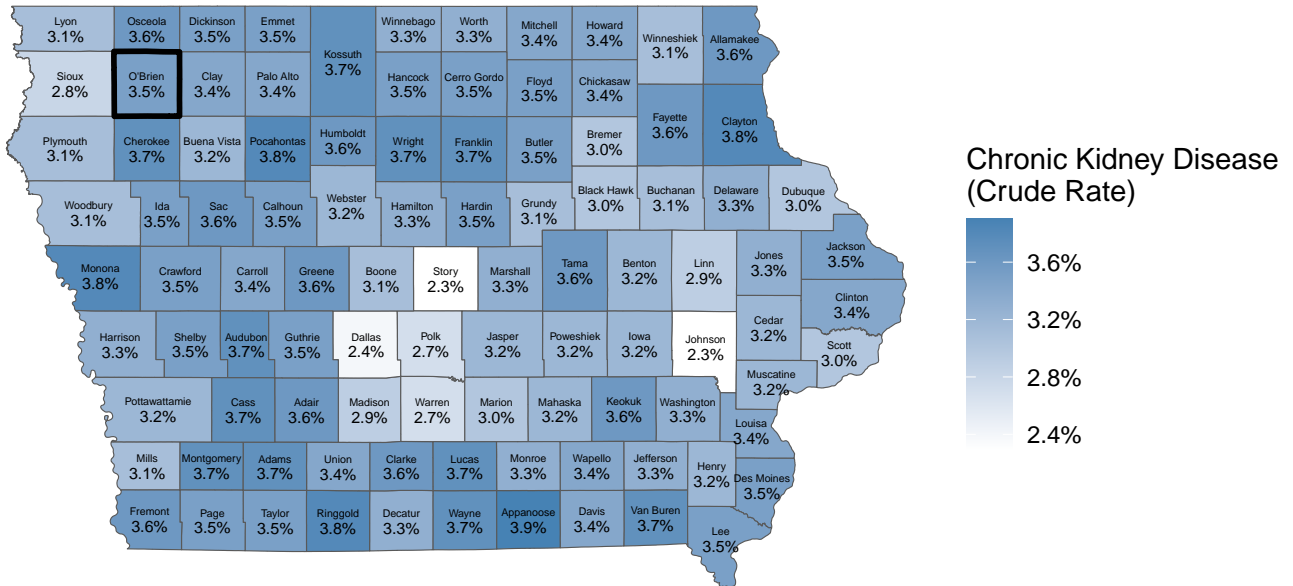 Lyon
3.1%
Osceola
3.6%
Dickinson
3.5%
Emmet
3.5%
Kossuth
3.7%
Winnebago
3.3%
Worth
3.3%
Mitchell
3.4%
Howard
3.4%
Winneshiek
3.1%
Allamakee
3.6%
Sioux
2.8%
O'Brien
3.5%
Clay
3.4%
Palo Alto
3.4%
Hancock
3.5%
Cerro Gordo
3.5%
Floyd
3.5%
Chickasaw
3.4%
Fayette
3.6%
Clayton
3.8%
Plymouth
3.1%
Cherokee
3.7%
Buena Vista
3.2%
Pocahontas
3.8%
Humboldt
3.6%
Wright
3.7%
Franklin
3.7%
Butler
3.5%
Bremer
3.0%
Woodbury
3.1%
Ida
3.5%
Sac
3.6%
Calhoun
3.5%
Webster
3.2%
Hamilton
3.3%
Hardin
3.5%
Grundy
3.1%
Black Hawk
3.0%
Buchanan
3.1%
Delaware
3.3%
Dubuque
3.0%
Monona
3.8%
Crawford
3.5%
Carroll
3.4%
Greene
3.6%
Boone
3.1%
Story
2.3%
Marshall
3.3%
Tama
3.6%
Benton
3.2%
Linn
2.9%
Jones
3.3%
Jackson
3.5%
Clinton
3.4%
Harrison
3.3%
Shelby
3.5%
Audubon
3.7%
Guthrie
3.5%
Dallas
2.4%
Polk
2.7%
Jasper
3.2%
Poweshiek
3.2%
Iowa
3.2%
Johnson
2.3%
Cedar
3.2%
Scott
3.0%
Muscatine
3.2%
Pottawattamie
3.2%
Cass
3.7%
Adair
3.6%
Madison
2.9%
Warren
2.7%
Marion
3.0%
Mahaska
3.2%
Keokuk
3.6%
Washington
3.3%
Louisa
3.4%
Mills
3.1%
Montgomery
3.7%
Adams
3.7%
Union
3.4%
Clarke
3.6%
Lucas
3.7%
Monroe
3.3%
Wapello
3.4%
Jefferson
3.3%
Henry
3.2%
Des Moines
3.5%
Fremont
3.6%
Page
3.5%
Taylor
3.5%
Ringgold
3.8%
Decatur
3.3%
Wayne
3.7%
Appanoose
3.9%
Davis
3.4%
Van Buren
3.7%
Lee
3.5%
Chronic Kidney Disease
(Crude Rate)
3.6%
3.2%
2.8%
2.4%